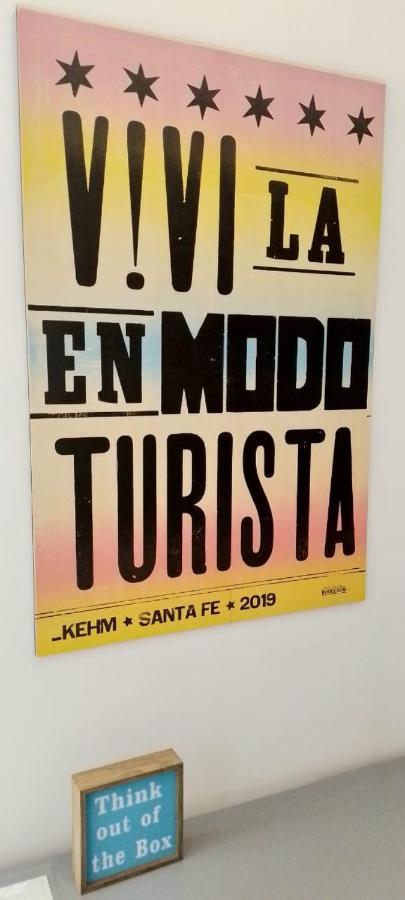 V!VI LA
EN MODO
TURISTA
_KEHM ★ SANTA FE ★ 2019
Think
out of
the Box